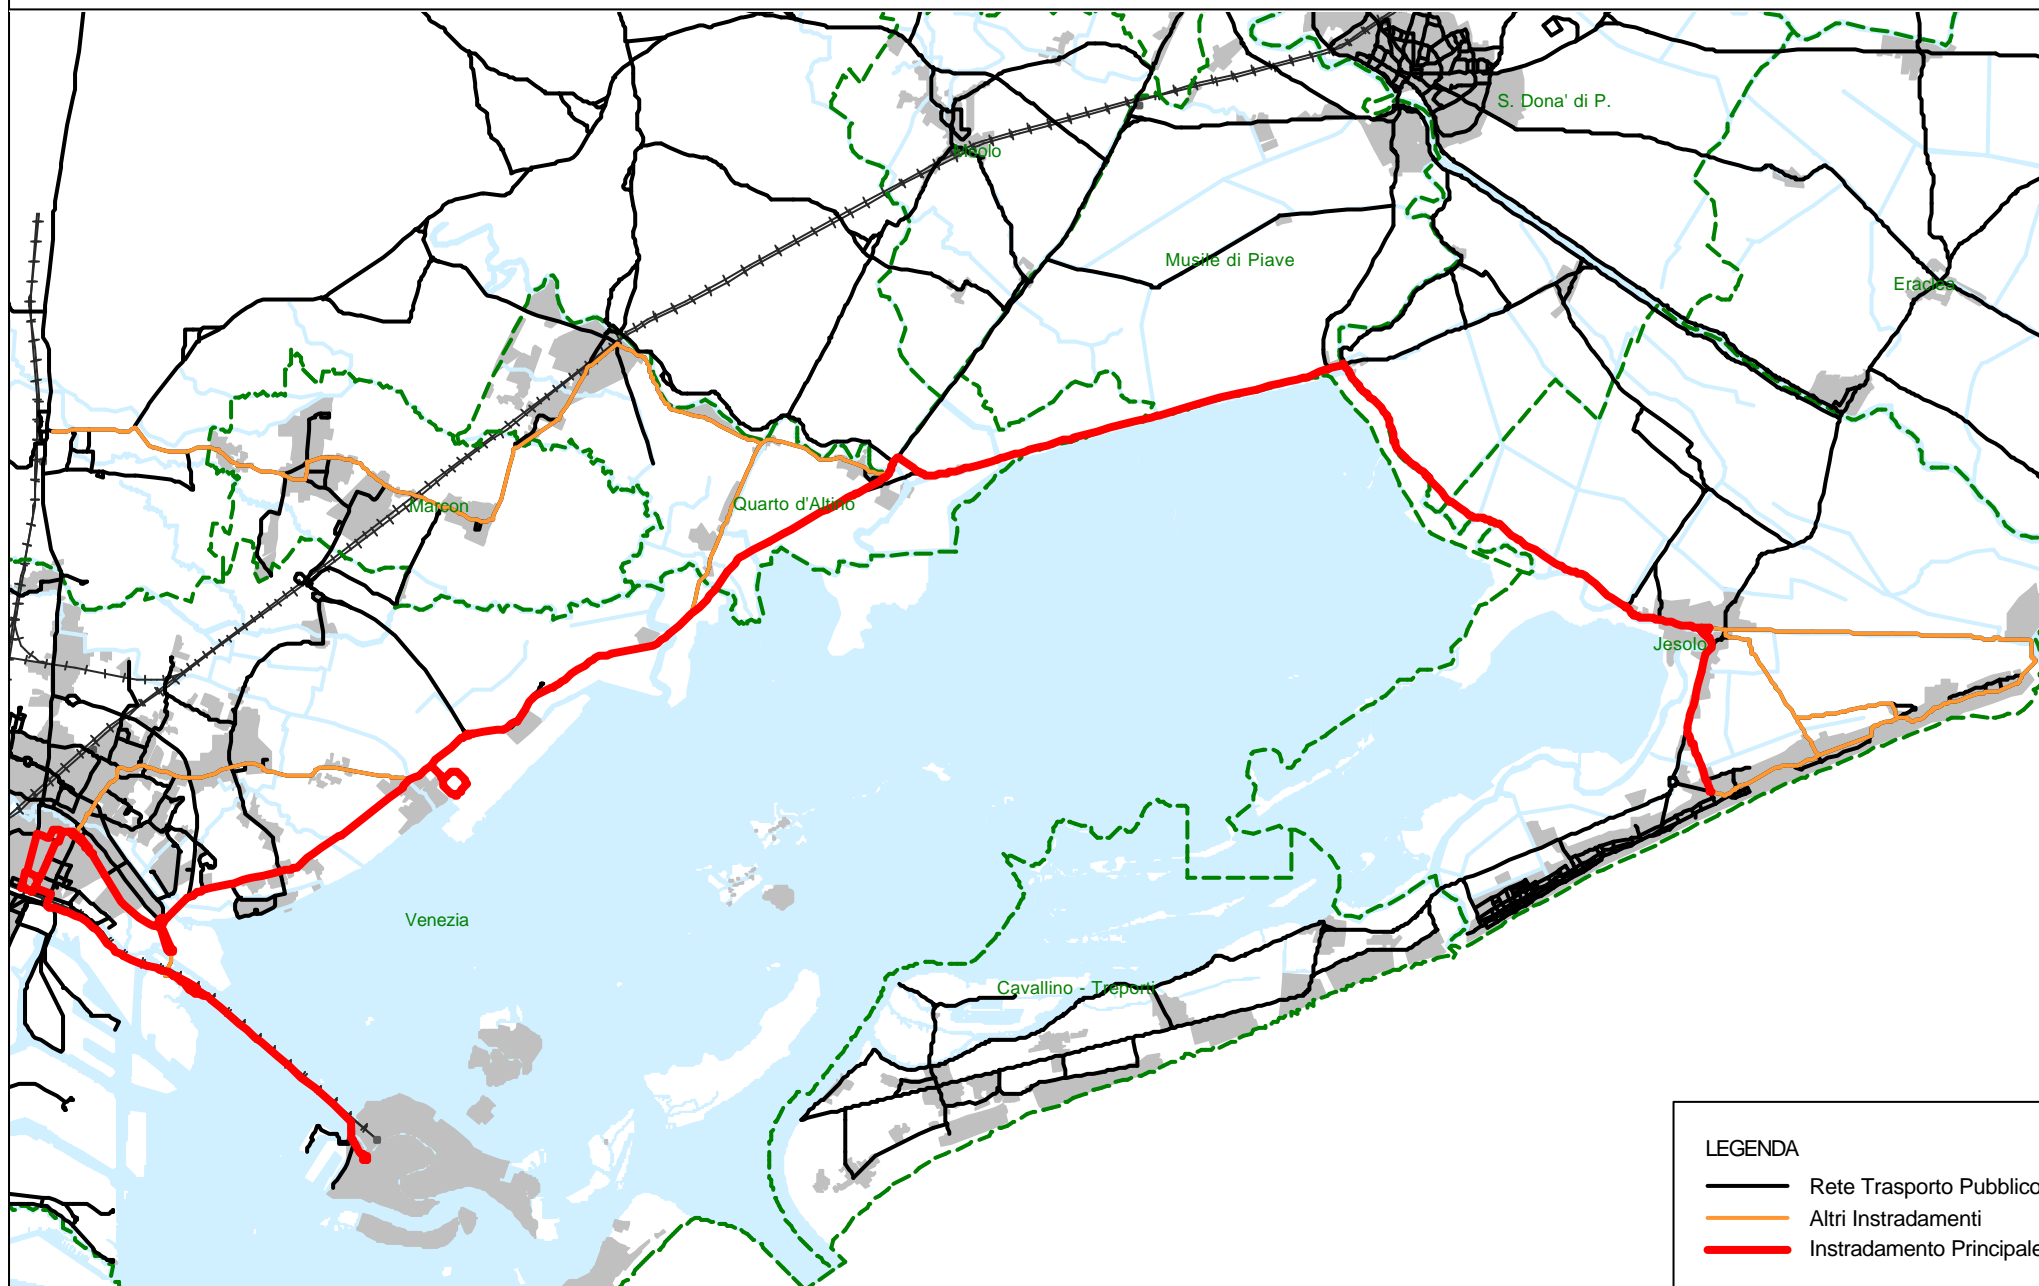 S. Dona' di P.
Meolo
Musile di Piave
Eraclea
Marcon
Quarto d'Altino
Jesolo
Venezia
Cavallino - Treporti
LEGENDA
Rete Trasporto Pubblico
Altri Instradamenti
Instradamento Principale